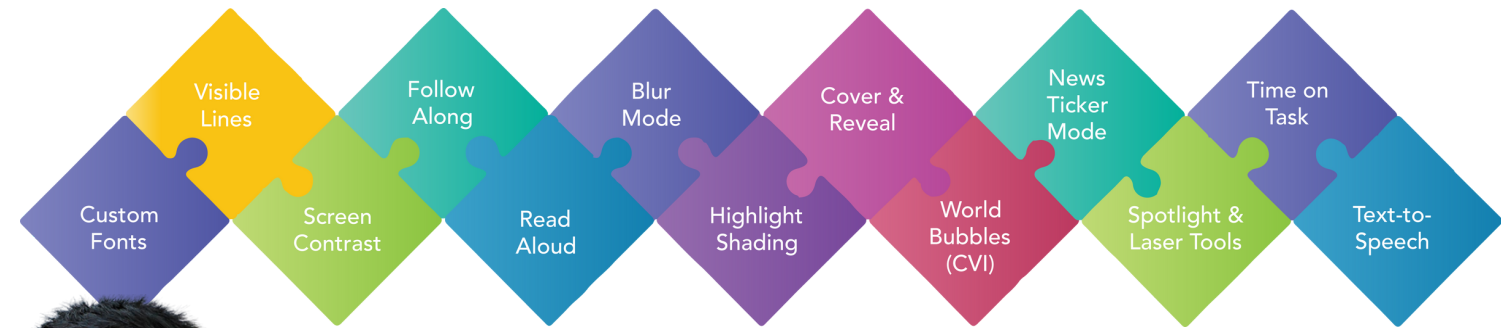 Custom
Fonts
Visible
Lines
Screen
Contrast
Follow
Along
Read
Aloud
Blur
Mode
Highlight
Shading
Cover &
Reveal
World
Bubbles
(CVI)
News
Ticker
Mode
Spotlight &
Laser Tools
Time on
Task
Text-to-
Speech